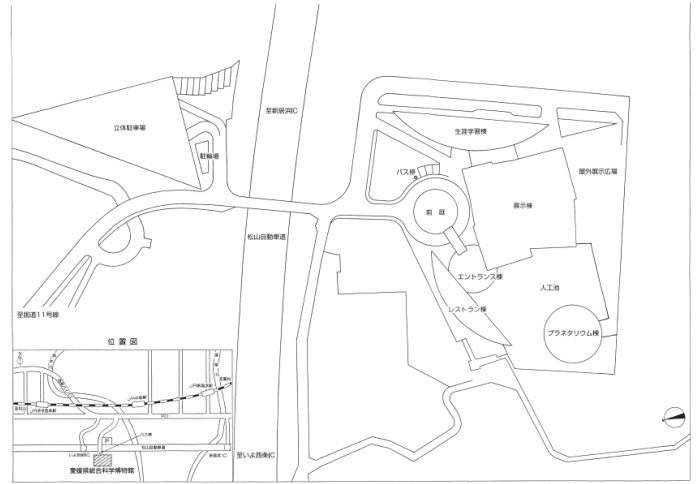 至新居浜IC
立体駐車場
駐輪場
生涯学習棟
バス停
屋外展示広場
前 庭
展示棟
松山自動車道
エントランス棟
人工池
レストラン棟
至国道11号線
プラネタリウム棟
位 置 図
バス停
P
松山自動車道
愛媛県総合科学博物館
至いよ西条IC